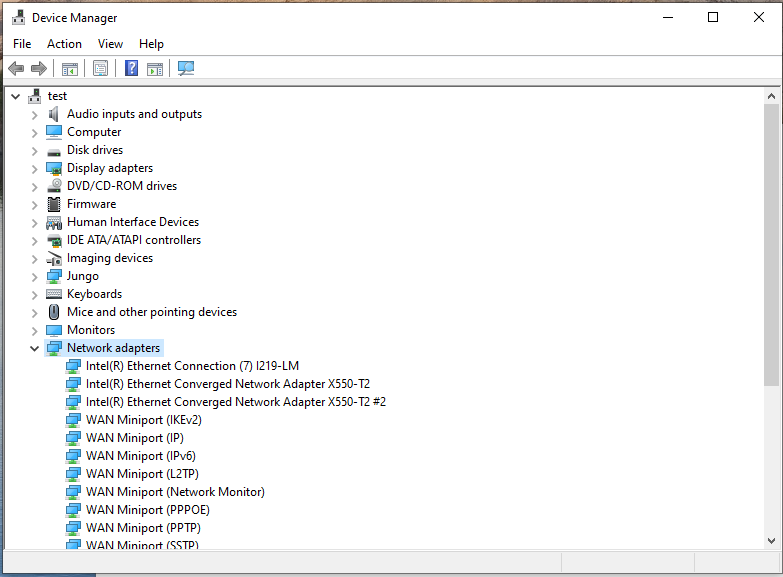 Device Manager
File Action View Help
test
Audio inputs and outputs
Computer
Disk drives
Display adapters
DVD/CD-ROM drives
Firmware
Human Interface Devices
IDE ATA/ATAPI controllers
Imaging devices
Jungo
Keyboards
Mice and other pointing devices
Monitors
Network adapters
Intel(R) Ethernet Connection (7) I219-LM
Intel(R) Ethernet Converged Network Adapter X550-T2
Intel(R) Ethernet Converged Network Adapter X550-T2 #2
WAN Miniport (IKEv2)
WAN Miniport (IP)
WAN Miniport (IPv6)
WAN Miniport (L2TP)
WAN Miniport (Network Monitor)
WAN Miniport (PPPOE)
WAN Miniport (PPTP)
WAN Miniport (SSTP)